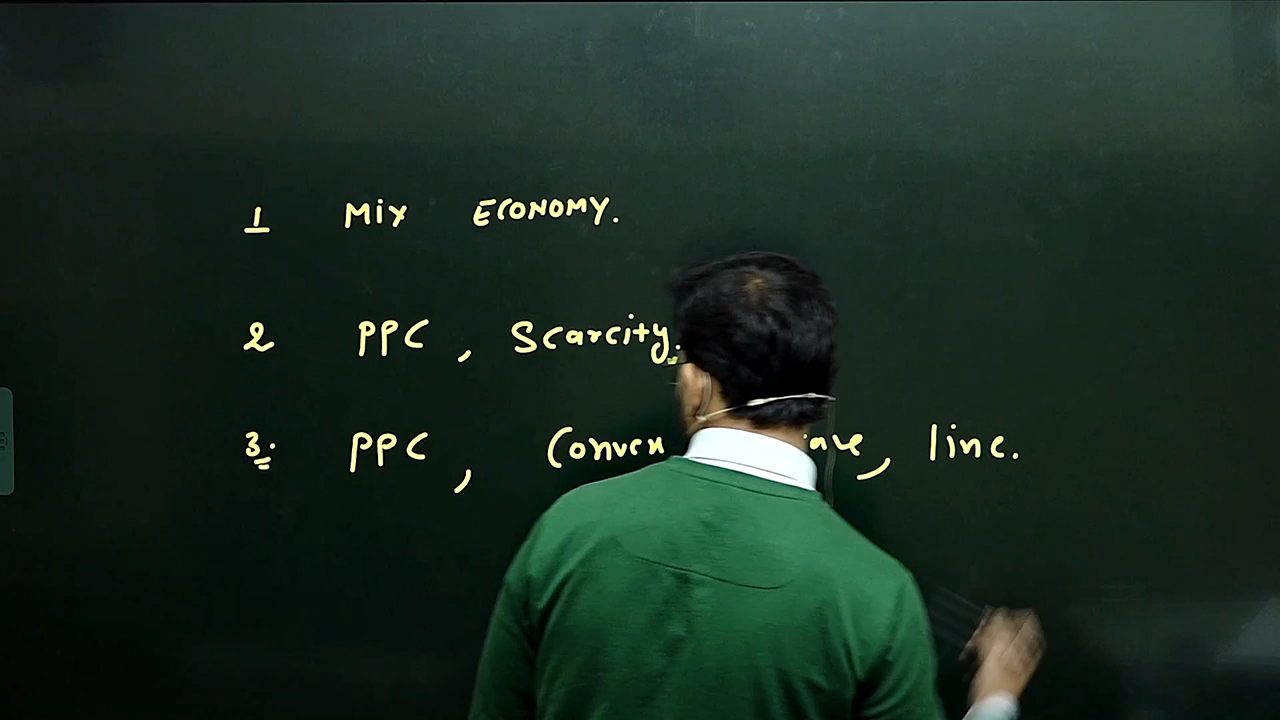 1 Mix ECONOMY.
2 PPC, Scarcity.
3: PPC, Convex , line.